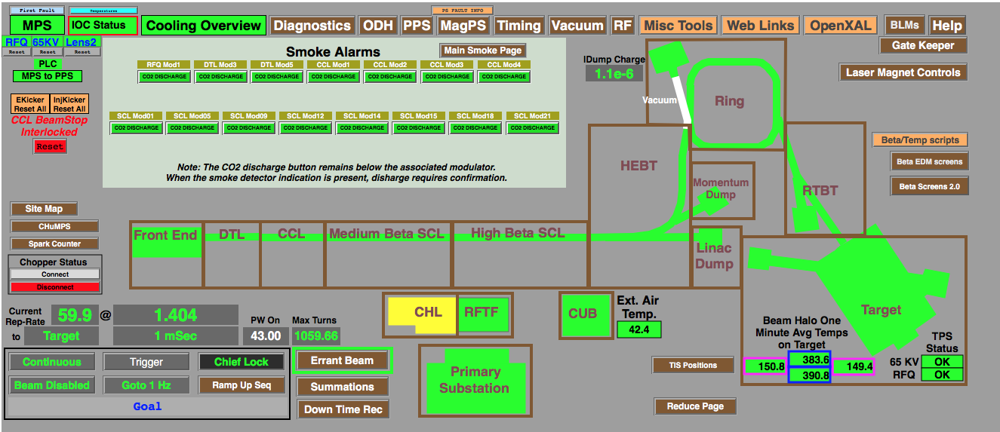 First Fault
Temperatures
PS FAULT INFO
MPS
IOC Status
Cooling Overview
Diagnostics
ODH
PPS
MagPS
Timing
Vacuum
RF
Misc Tools
Web Links
OpenXAL
BLMs
Help
RFQ
65KV
Lens2
Reset
Reset
Reset
PLC
MPS to PPS
EKicker
Reset All
InjKicker
Reset All
CCL BeamStop
Interlocked
Reset
Smoke Alarms
Main Smoke Page
RFQ Mod1
DTL Mod3
DTL Mod5
CCL Mod1
CCL Mod2
CCL Mod3
CCL Mod4
CO2 DISCHARGE
CO2 DISCHARGE
CO2 DISCHARGE
CO2 DISCHARGE
CO2 DISCHARGE
CO2 DISCHARGE
CO2 DISCHARGE
SCL Mod01
SCL Mod05
SCL Mod09
SCL Mod12
SCL Mod14
SCL Mod15
SCL Mod18
SCL Mod21
CO2 DISCHARGE
CO2 DISCHARGE
CO2 DISCHARGE
CO2 DISCHARGE
CO2 DISCHARGE
CO2 DISCHARGE
CO2 DISCHARGE
CO2 DISCHARGE
Note: The CO2 discharge button remains below the associated modulator.
When the smoke detector indication is present, disharge requires confirmation.
IDump Charge
1.1e-6
Vacuum
Ring
Gate Keeper
Laser Magnet Controls
HEBT
Momentum
Dump
RTBT
Beta/Temp scripts
Beta EDM screens
Beta Screens 2.0
Site Map
CHuMPS
Spark Counter
Chopper Status
Connect
Disconnect
Front End
DTL
CCL
Medium Beta SCL
High Beta SCL
Linac
Dump
Target
CHL
RFTF
CUB
Ext. Air
Temp.
42.4
Current
Rep-Rate
59.9
@
1.404
to
Target
1 mSec
PW On
43.00
Max Turns
1059.66
Beam Halo One
Minute Avg Temps
on Target
150.8
383.6
390.8
149.4
TPS
Status
65 KV
OK
RFQ
OK
Continuous
Trigger
Chief Lock
Beam Disabled
Goto 1 Hz
Ramp Up Seq
Goal
Errant Beam
Summations
Down Time Rec
Primary
Substation
TIS Positions
Reduce Page